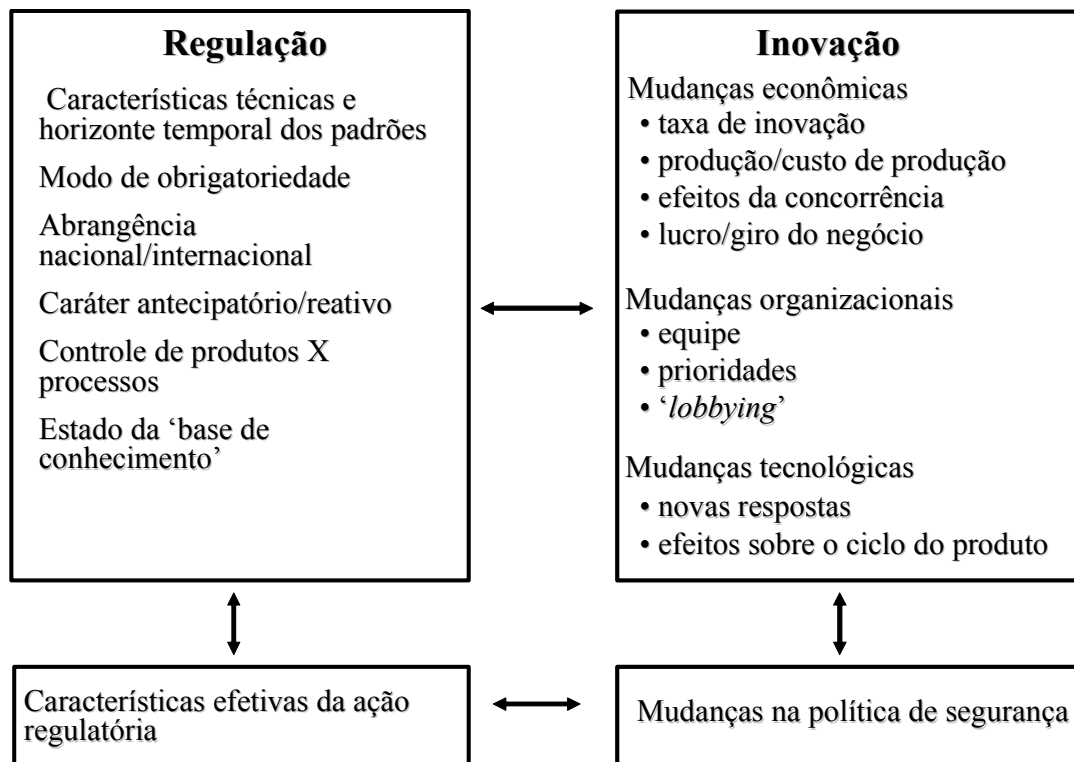 Regulação
Características técnicas e
horizonte temporal dos padrões
Modo de obrigatoriedade
Abrangência
nacional/internacional
Caráter antecipatório/reativo
Controle de produtos X
processos
Estado da ‘base de
conhecimento’
Inovação
Mudanças econômicas
• taxa de inovação
• produção/custo de produção
• efeitos da concorrência
• lucro/giro do negócio
Mudanças organizacionais
• equipe
• prioridades
• ‘lobbying’
Mudanças tecnológicas
• novas respostas
• efeitos sobre o ciclo do produto
Características efetivas da ação
regulatória
Mudanças na política de segurança